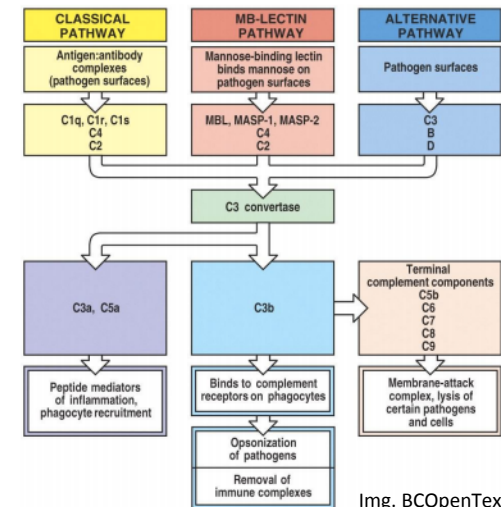 CLASSICAL
PATHWAY
MB-LECTIN
PATHWAY
ALTERNATIVE
PATHWAY
Antigen:antibody
complexes
(pathogen surfaces)
Mannose-binding lectin
binds mannose on
pathogen surfaces
Pathogen surfaces
C1q, C1r, C1s
C4
C2
MBL, MASP-1, MASP-2
C4
C2
C3
B
D
C3 convertase
C3a, C5a
C3b
Terminal
complement components
C5b
C6
C7
C8
C9
Peptide mediators
of inflammation,
phagocyte recruitment
Binds to complement
receptors on phagocytes
Opsonization
of pathogens
Removal of
immune complexes
Membrane-attack
complex, lysis of
certain pathogens
and cells
Img. BCOpenTex